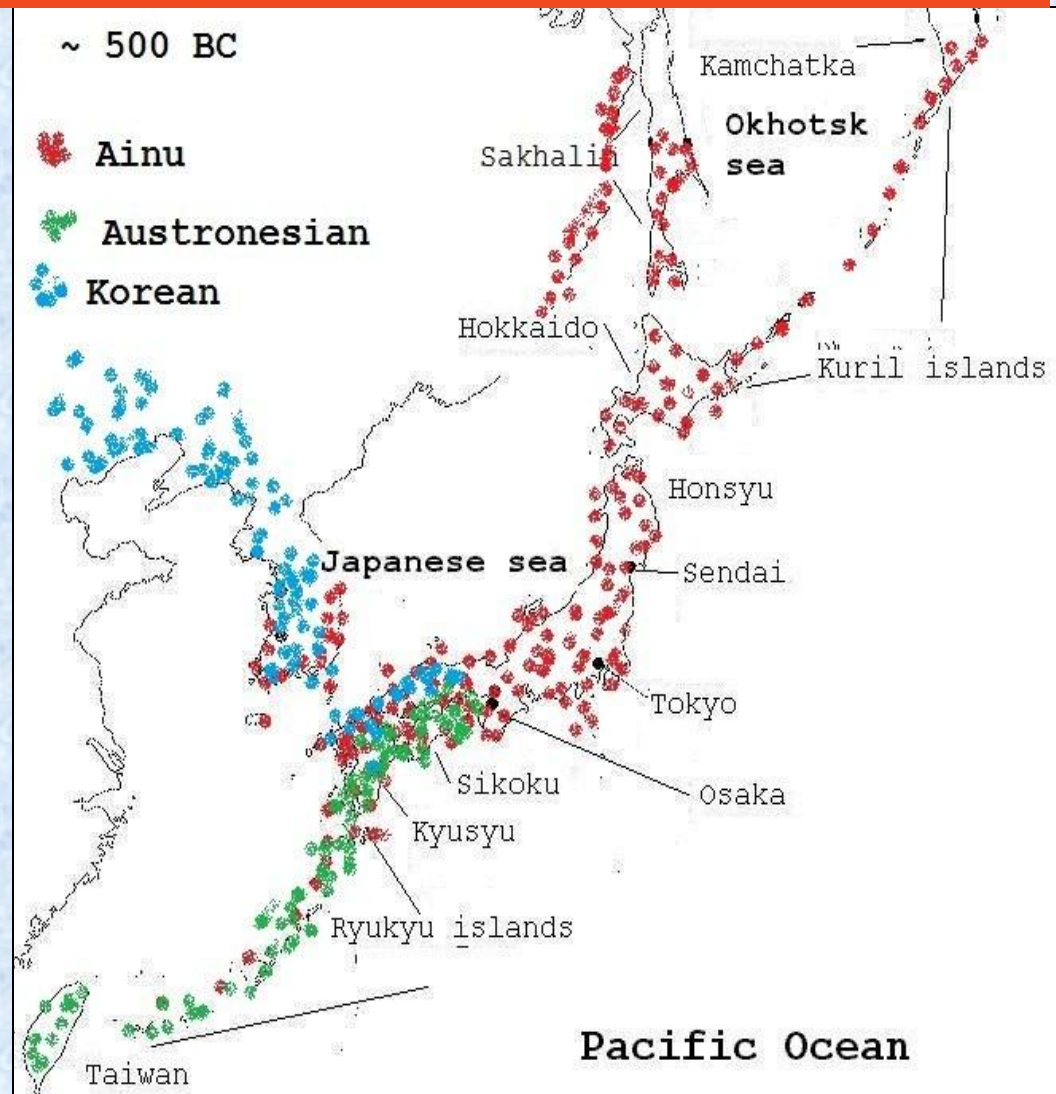 ~ 500 BC
Ainu
Austronesian
Korean
Kamchatka
Okhotsk
sea
Sakhalin
Hokkaido
Kuril islands
Honsyu
Japanese sea
Sendai
Tokyo
Sikoku
Osaka
Kyusyu
Ryukyu islands
Pacific Ocean
Taiwan